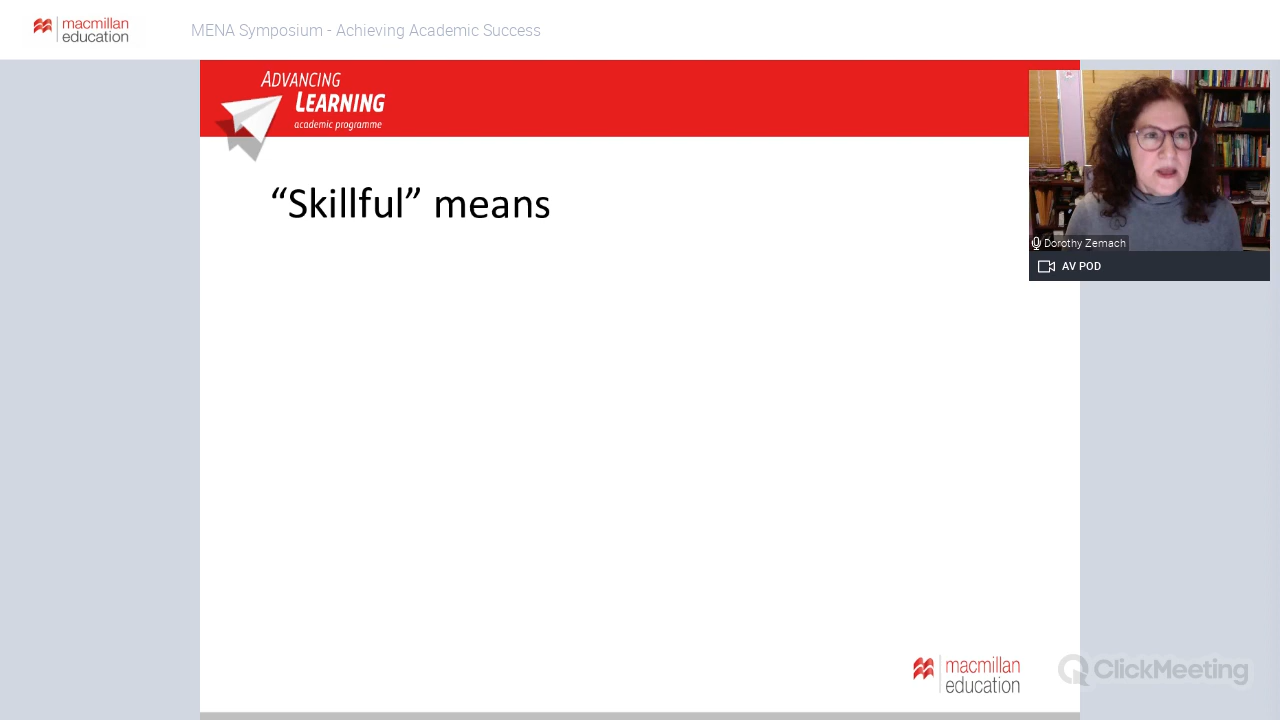 macmillan
education
MENA Symposium - Achieving Academic Success
ADVANCING
LEARNING
academic programme
“Skillful” means
Dorothy Zemach
AV POD
macmillan
education
ClickMeeting